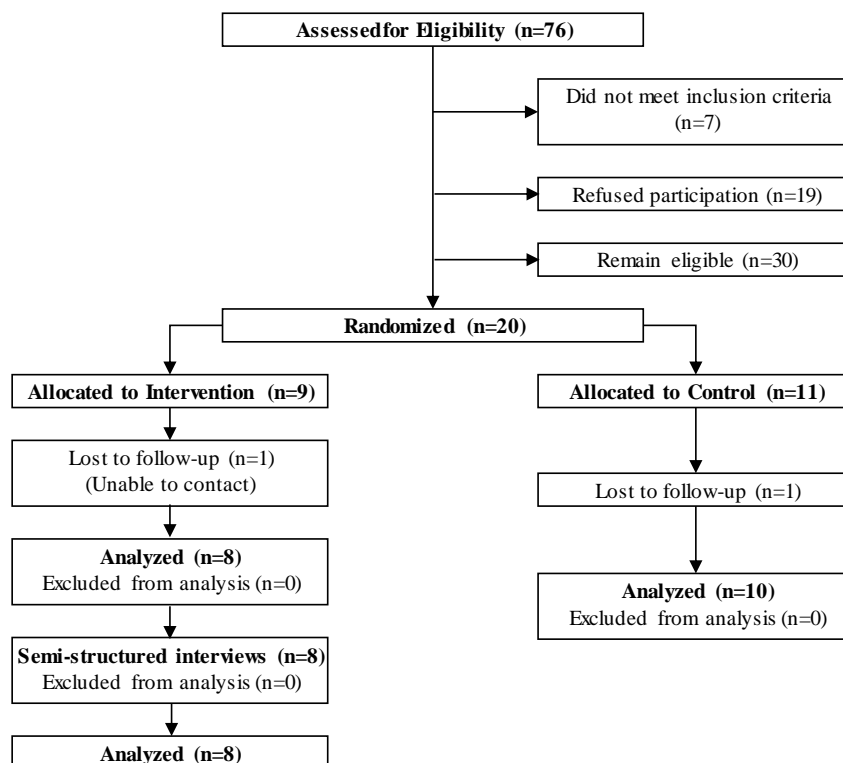 Assessedfor Eligibility (n=76)
Did not meet inclusion criteria
(n=7)
Refused participation (n=19)
Remain eligible (n=30)
Randomized (n=20)
Allocated to Intervention (n=9)
Allocated to Control (n=11)
Lost to follow-up (n=1)
(Unable to contact)
Lost to follow-up (n=1)
Analyzed (n=8)
Excluded from analysis (n=0)
Analyzed (n=10)
Excluded from analysis (n=0)
Semi-structured interviews (n=8)
Excluded from analysis (n=0)
Analyzed (n=8)